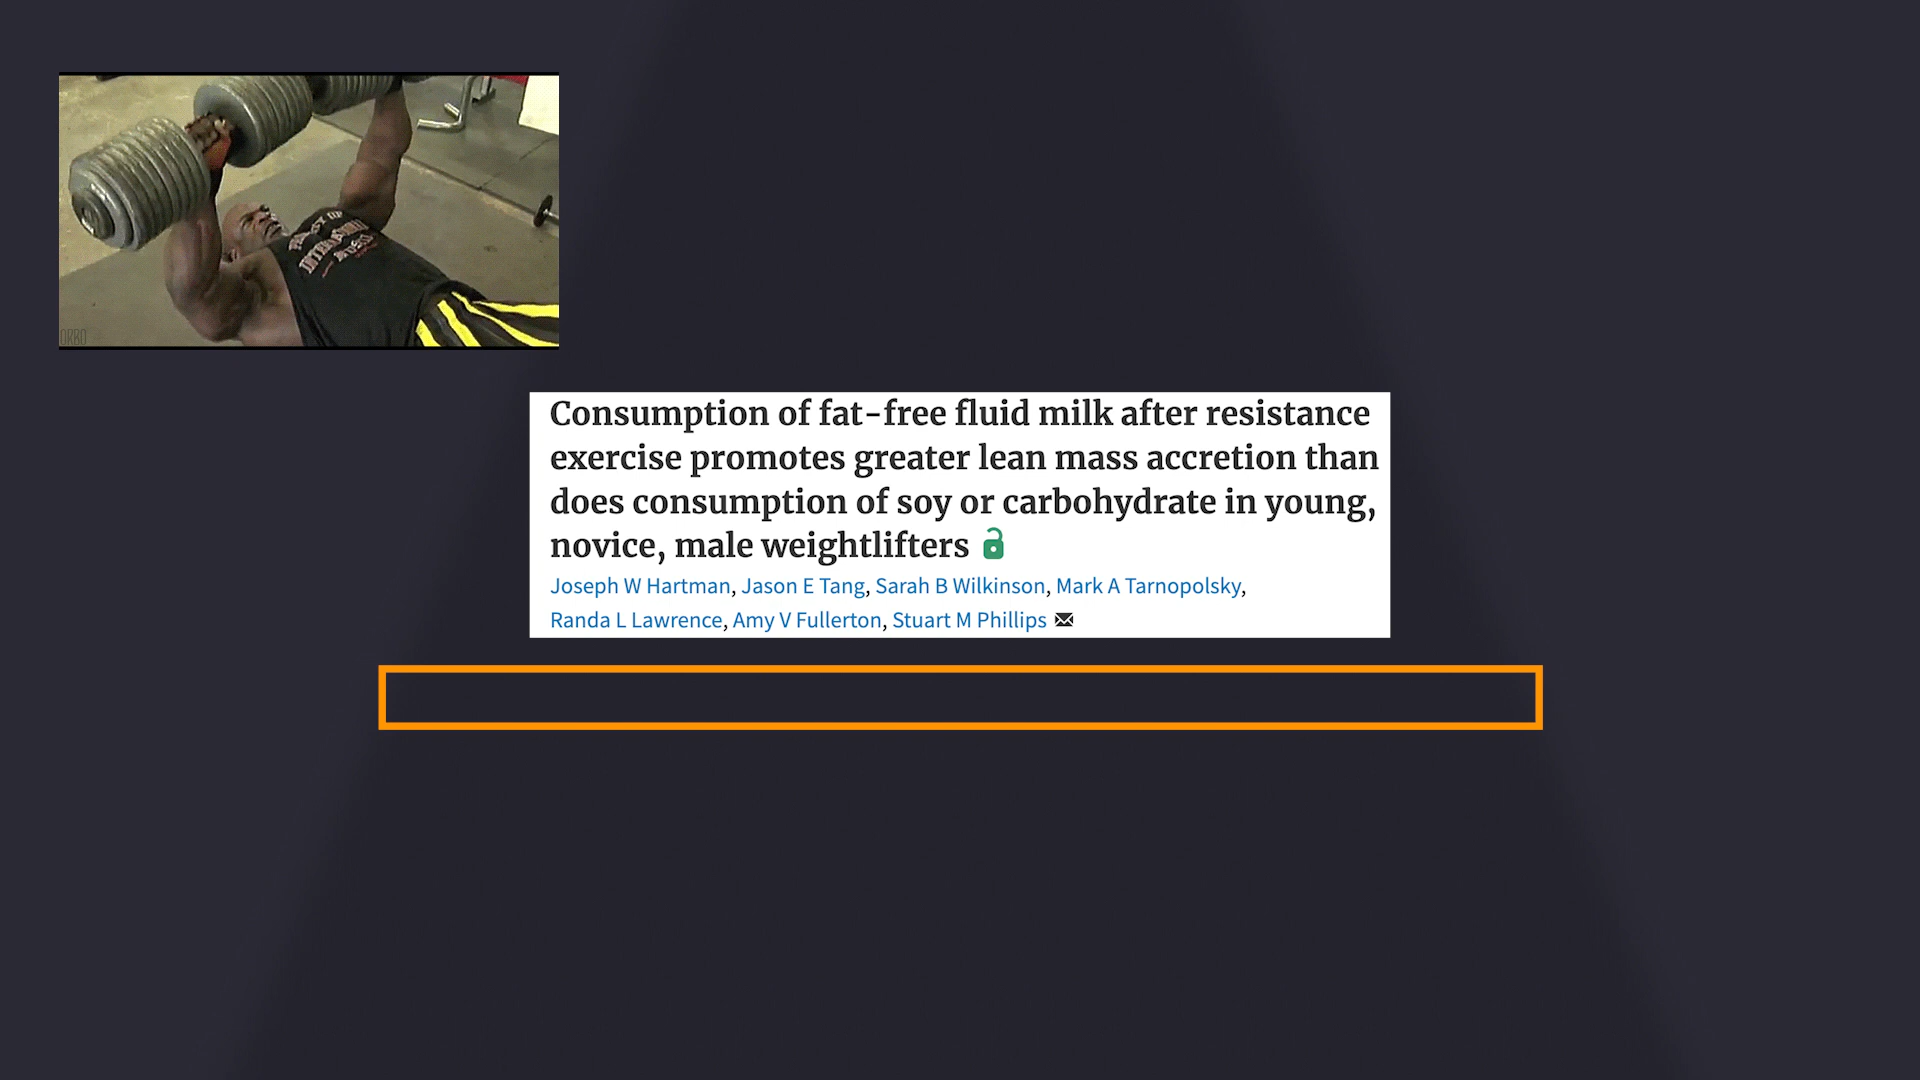 INTERNATIONAL
Consumption of fat-free fluid milk after resistance
exercise promotes greater lean mass accretion than
does consumption of soy or carbohydrate in young,
novice, male weightlifters
Joseph W Hartman, Jason E Tang, Sarah B Wilkinson, Mark A Tarnopolsky,
Randa L Lawrence, Amy V Fullerton, Stuart M Phillips